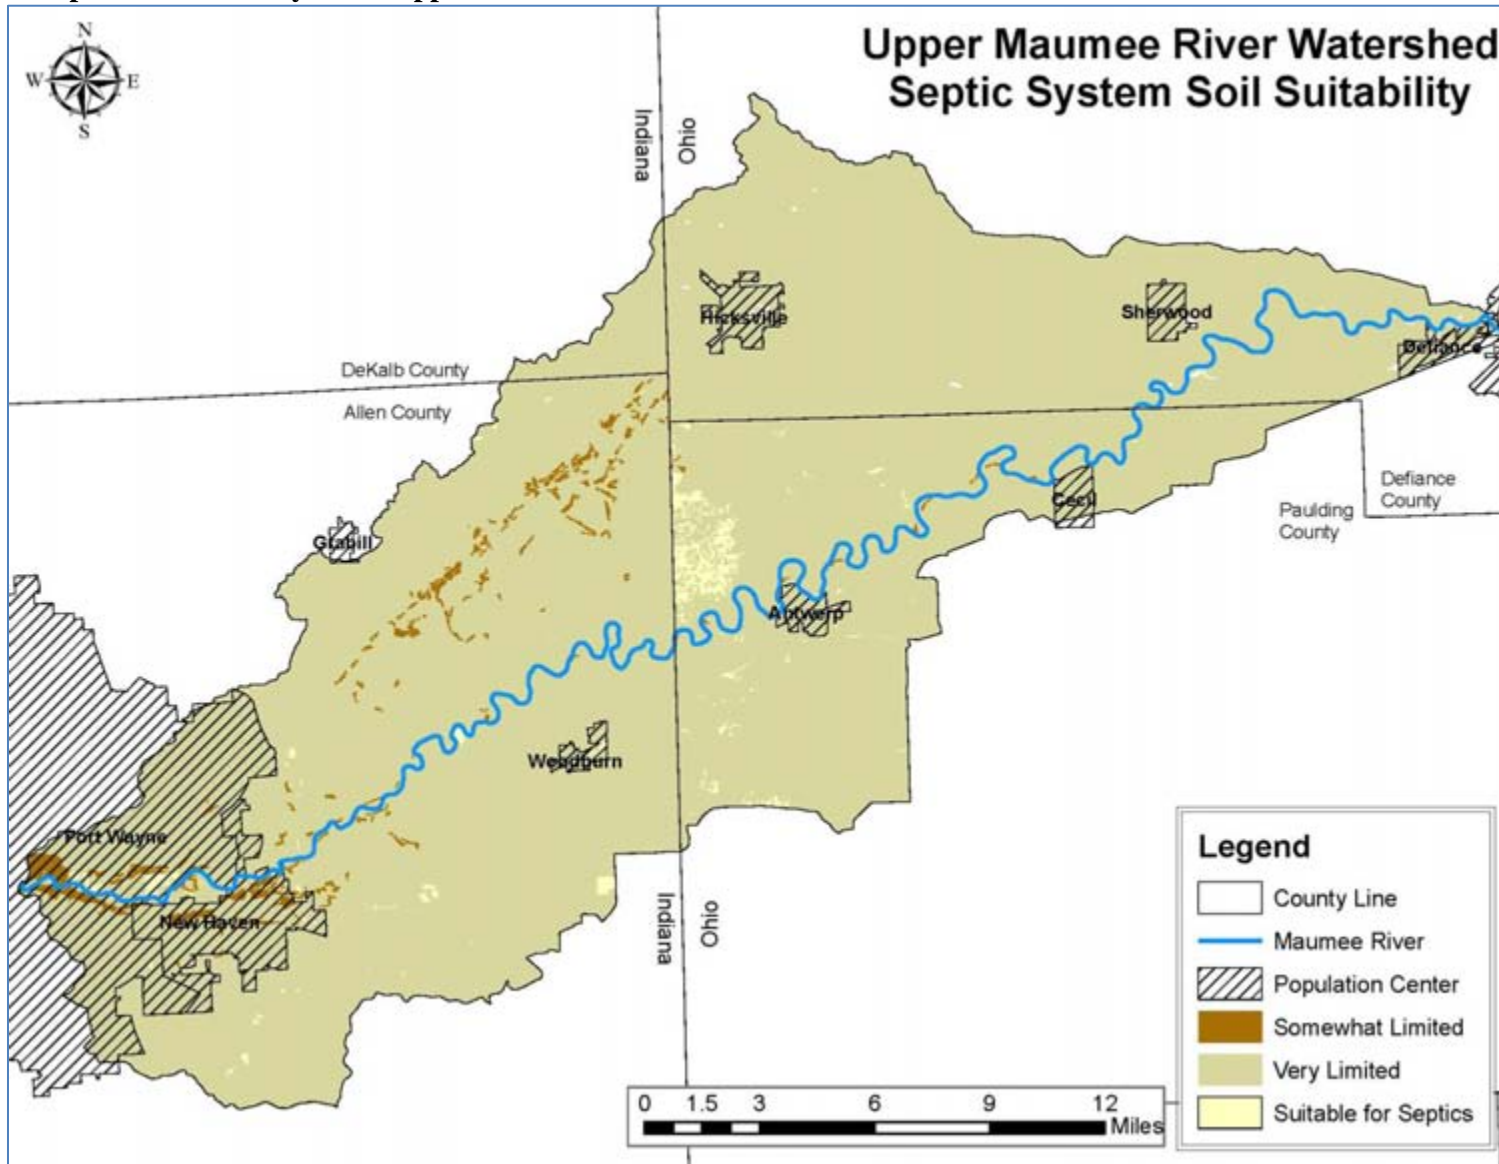 Upper Maumee River Watershed
Septic System Soil Suitability
N
W
E
S
Indiana
Ohio
Hicksville
Sherwood
Defiance
DeKalb County
Allen County
Cecil
Defiance
County
Paulding
County
Grabill
Antwerp
Woodburn
Fort Wayne
New Haven
Indiana
Ohio
Legend
County Line
Maumee River
Population Center
Somewhat Limited
Very Limited
Suitable for Septics
0 1.5 3 6 9 12
Miles